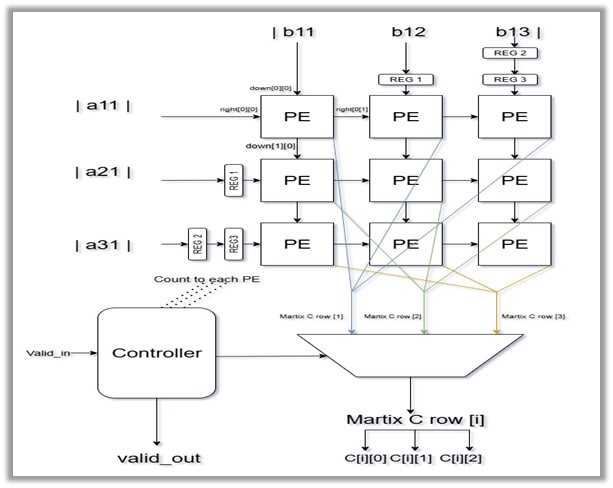 | b11 b12 b13 |
REG 2
REG 1 REG 3
down[0][0]
| a11 | right[0][0] PE right[0][1] PE PE
down[1][0]
| a21 | REG 1 PE PE PE
| a31 | REG 2 REG3 PE PE PE
Count to each PE
Martix C row [1] Martix C row [2] Martix C row [3]
Valid_in Controller
Martix C row [i]
valid_out C[i][0] C[i][1] C[i][2]